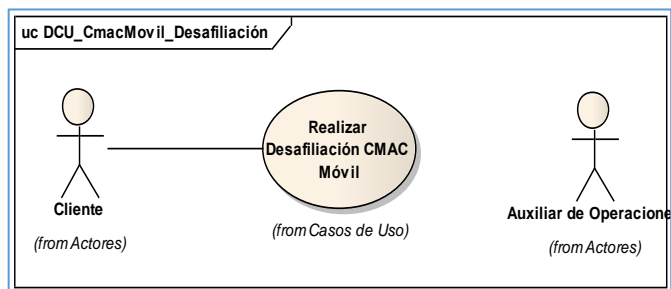 uc DCU_CmacMovil_Desafiliación
Realizar
Desafiliación CMAC
Móvil
Cliente
Auxiliar de Operacione
(from Actores)
(from Casos de Uso)
(from Actores)